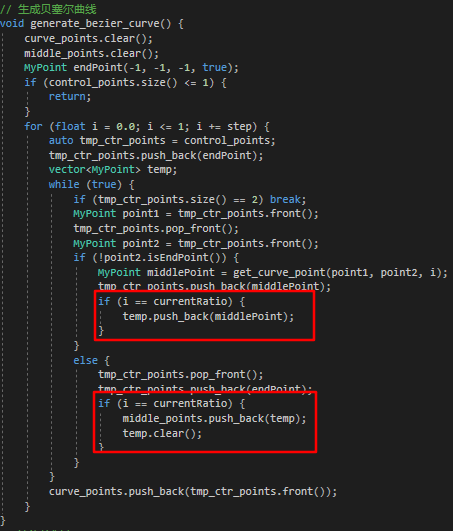 // 生成贝塞尔曲线
void generate_bezier_curve() {
curve_points.clear();
middle_points.clear();
MyPoint endPoint(-1, -1, -1, true);
if (control_points.size() <= 1) {
return;
}
for (float i = 0.0; i <= 1; i += step) {
auto tmp_ctr_points = control_points;
tmp_ctr_points.push_back(endPoint);
vector<MyPoint> temp;
while (true) {
if (tmp_ctr_points.size() == 2) break;
MyPoint point1 = tmp_ctr_points.front();
tmp_ctr_points.pop_front();
MyPoint point2 = tmp_ctr_points.front();
if (!point2.isEndPoint()) {
MyPoint middlePoint = get_curve_point(point1, point2, i);
tmp_ctr_points.push_back(middlePoint);
if (i == currentRatio) {
temp.push_back(middlePoint);
}
}
else {
tmp_ctr_points.pop_front();
tmp_ctr_points.push_back(endPoint);
if (i == currentRatio) {
middle_points.push_back(temp);
temp.clear();
}
}
}
curve_points.push_back(tmp_ctr_points.front());
}
}